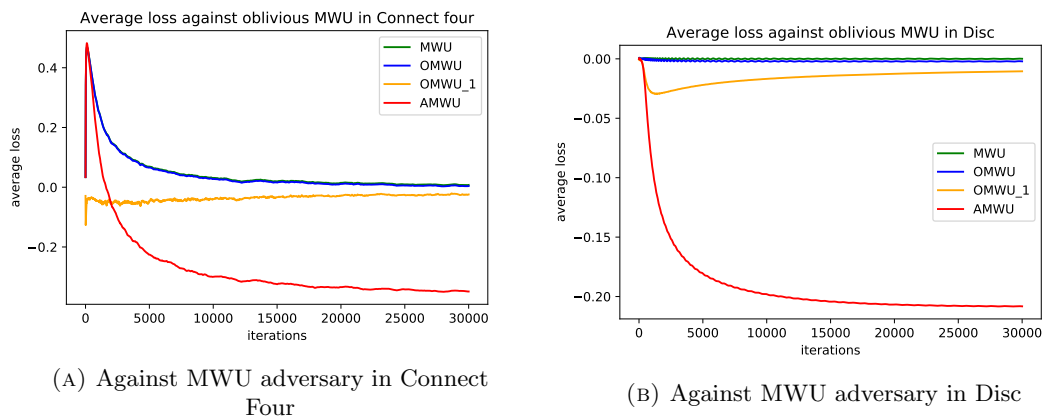 Average loss against oblivious MWU in Connect four
average loss
0.4
0.2
0.0
−0.2
MWU
OMWU
OMWU_1
AMWU
0 5000 10000 15000 20000 25000 30000
iterations
(A) Against MWU adversary in Connect
Four
Average loss against oblivious MWU in Disc
average loss
0.00
−0.05
−0.10
−0.15
−0.20
MWU
OMWU
OMWU_1
AMWU
0 5000 10000 15000 20000 25000 30000
iterations
(B) Against MWU adversary in Disc